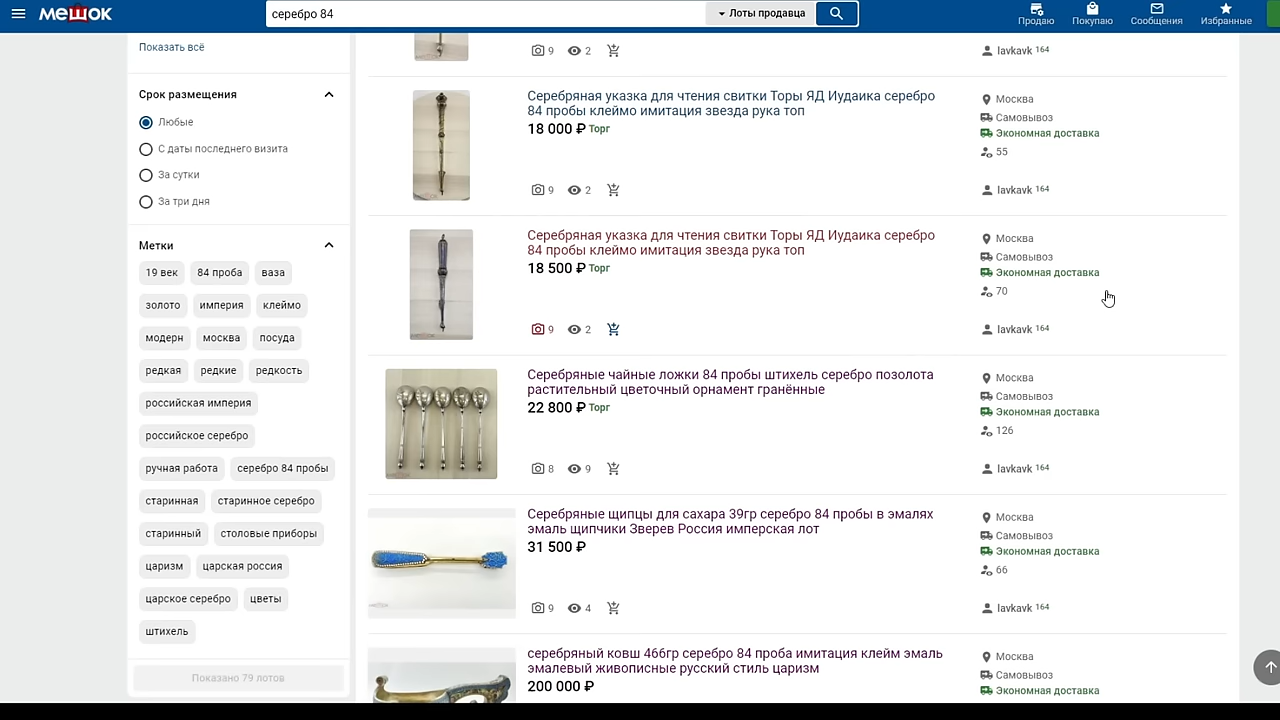 мешок
серебро 84
Лоты продавца
Продаю
Покупаю
Сообщения
Избранные
Показать всё
Срок размещения
Любые
С даты последнего визита
За сутки
За три дня
Метки
19 век
84 проба
ваза
золото
империя
клеймо
модерн
москва
посуда
редкая
редкие
редкость
российская империя
российское серебро
ручная работа
серебро 84 пробы
старинная
старинное серебро
старинный
столовые приборы
царизм
царская россия
царское серебро
цветы
штихель
Показано 79 лотов
9
2
lavkavk 164
Серебряная указка для чтения свитки Торы ЯД Иудаика серебро
84 пробы клеймо имитация звезда рука топ
18 000 ₽ Торг
9
2
Москва
Самовывоз
Экономная доставка
55
lavkavk 164
Серебряная указка для чтения свитки Торы ЯД Иудаика серебро
84 пробы клеймо имитация звезда рука топ
18 500 ₽ Торг
9
2
Москва
Самовывоз
Экономная доставка
70
lavkavk 164
Серебряные чайные ложки 84 пробы штихель серебро позолота
растительный цветочный орнамент гранённые
22 800 ₽ Торг
8
9
Москва
Самовывоз
Экономная доставка
126
lavkavk 164
Серебряные щипцы для сахара 39гр серебро 84 пробы в эмалях
эмаль щипчики Зверев Россия имперская лот
31 500 ₽
9
4
Москва
Самовывоз
Экономная доставка
66
lavkavk 164
серебряный ковш 466гр серебро 84 проба имитация клейм эмаль
эмалевый живописные русский стиль царизм
200 000 ₽
Москва
Самовывоз
Экономная доставка